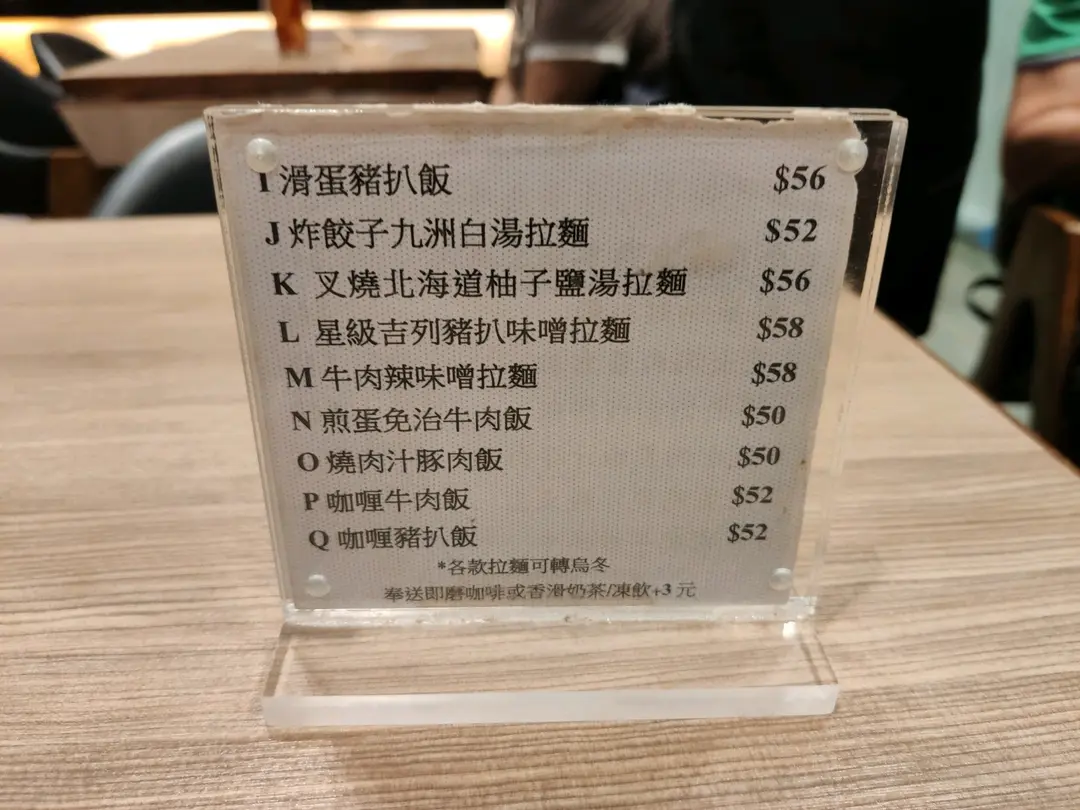 I 滑蛋豬扒飯 $56
J 炸餃子九洲白湯拉麵 $52
K 叉燒北海道柚子鹽湯拉麵 $56
L 星級吉列豬扒味噌拉麵 $58
M 牛肉辣味噌拉麵 $58
N 煎蛋免治牛肉飯 $50
O 燒肉汁豚肉飯 $50
P 咖喱牛肉飯 $52
Q 咖喱豬扒飯 $52
*各款拉麵可轉烏冬
奉送即磨咖啡或香滑奶茶/凍飲+3 元